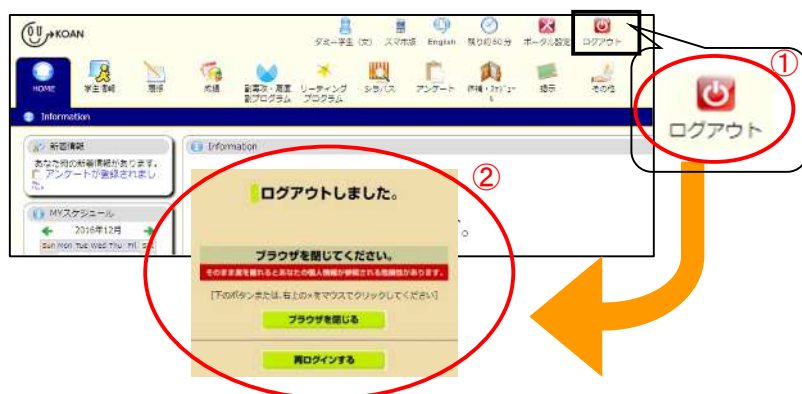 OU KOAN
ダミー学生 (文) スマホ版 English 残り約60分 ポータル設定 ログアウト
HOME 学生情報 履修 成績 副専攻・高度副プログラム リーディングプログラム シラバス アンケート 掲示 その他
Information
新着情報
Information
あなた宛の新着情報があります。
アンケートが登録されました。
MYスケジュール
2016年12月
Sun Mon Tue Wed Thu Fri Sat
①
ログアウト
②
ログアウトしました。
ブラウザを閉じてください。
そのまま席を離れるとあなたの個人情報が参照される危険性があります。
[下のボタンまたは、右上の×をマウスでクリックしてください]
ブラウザを閉じる
再ログインする